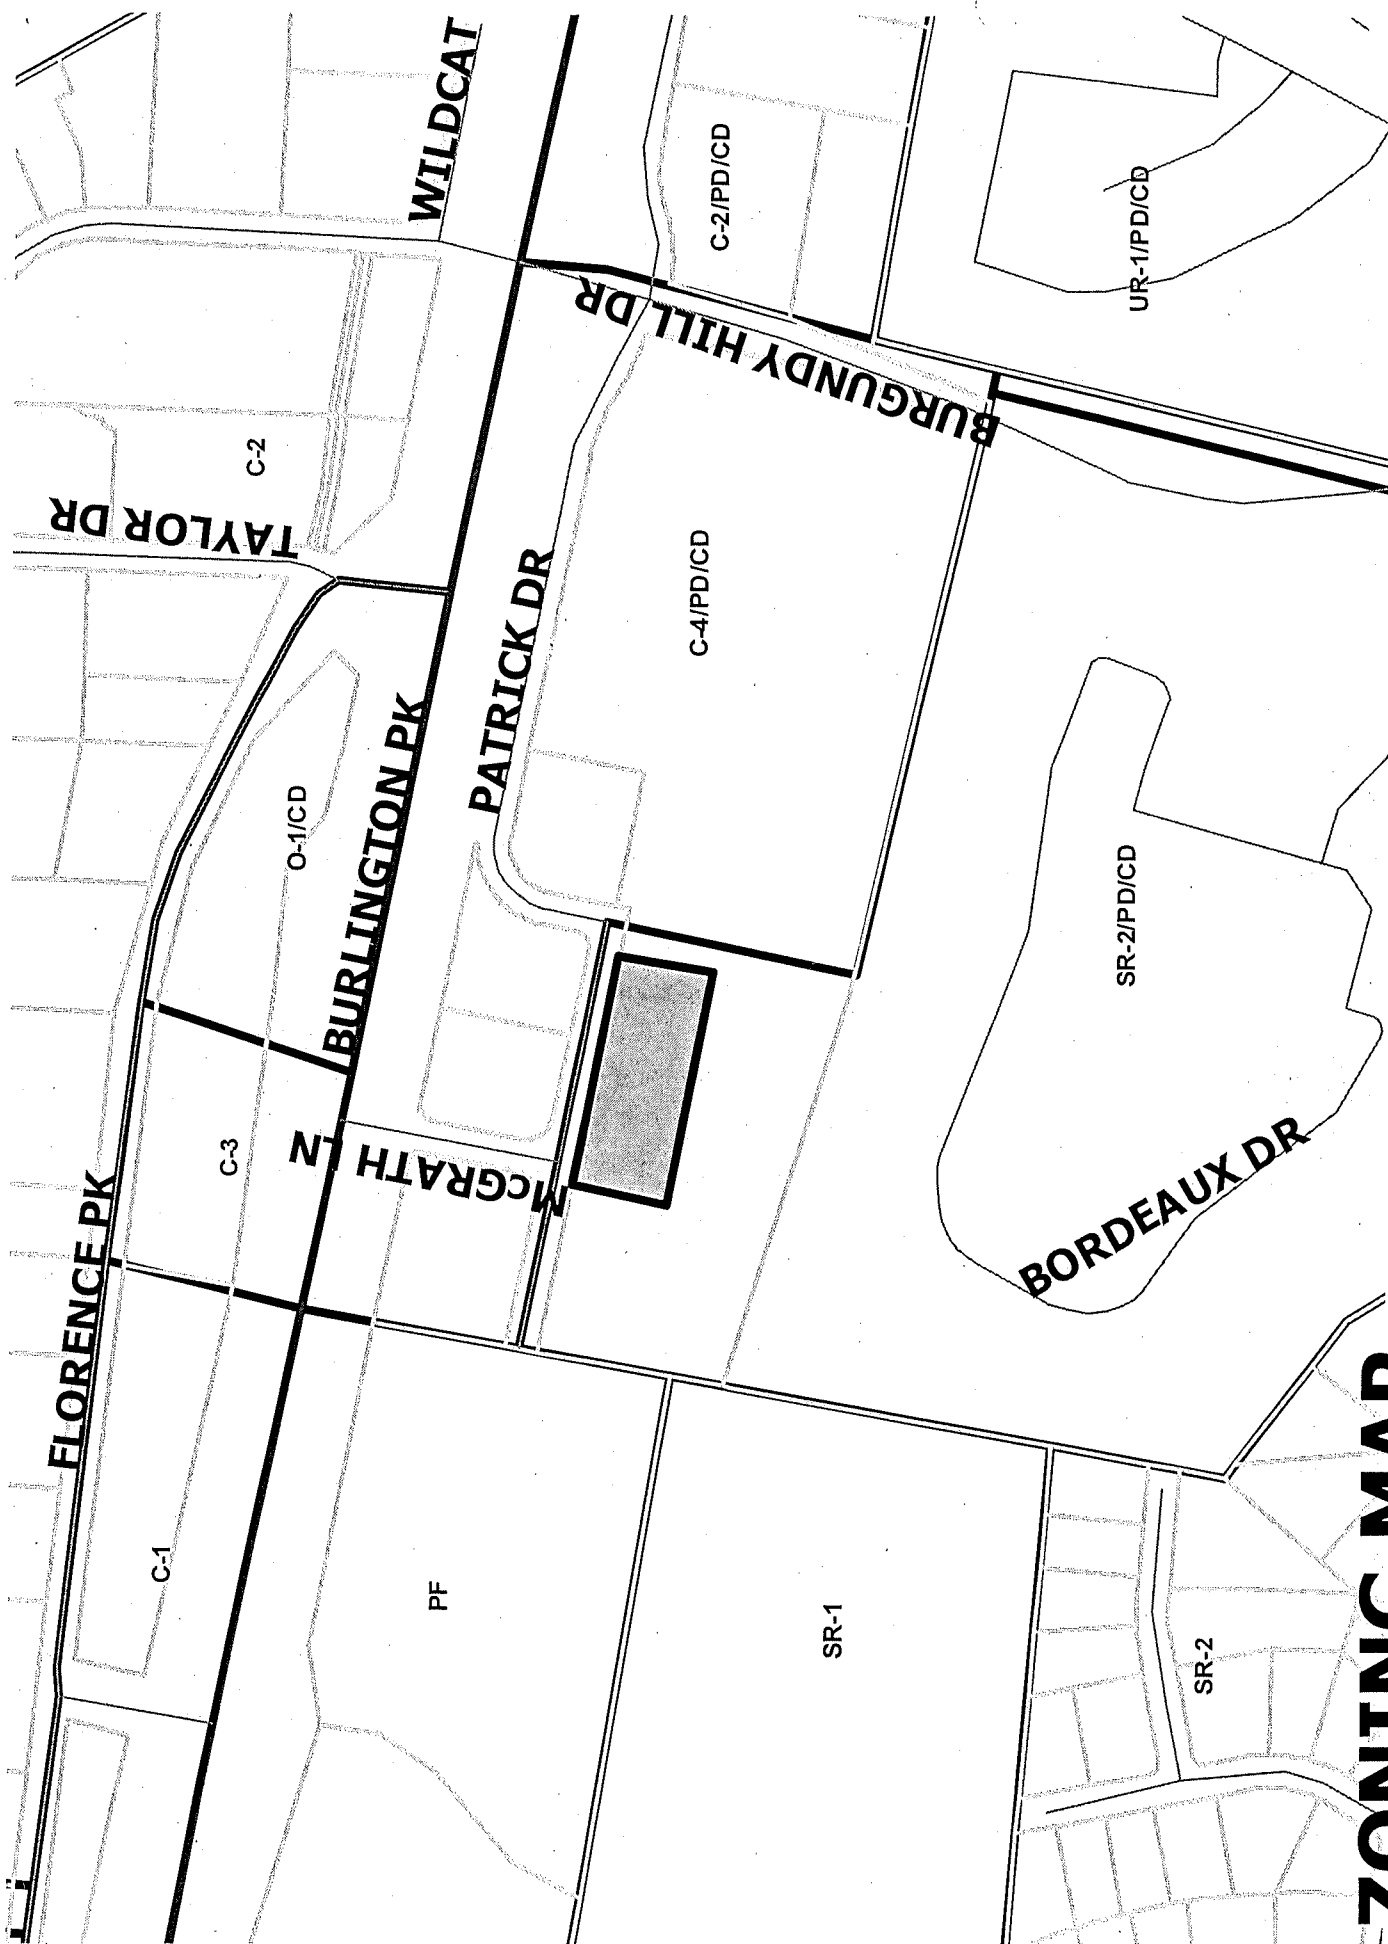 FLORENCE PK
C-1
C-3
O-1/CD
TAYLOR DR
C-2
WILDCAT
BURLINGTON PK
McGRATH LN
PATRICK DR
BURGUNDY HILL DR
C-2/PD/CD
C-4/PD/CD
UR-1/PD/CD
PF
SR-1
SR-2/PD/CD
BORDEAUX DR
SR-2
ZONING MAP